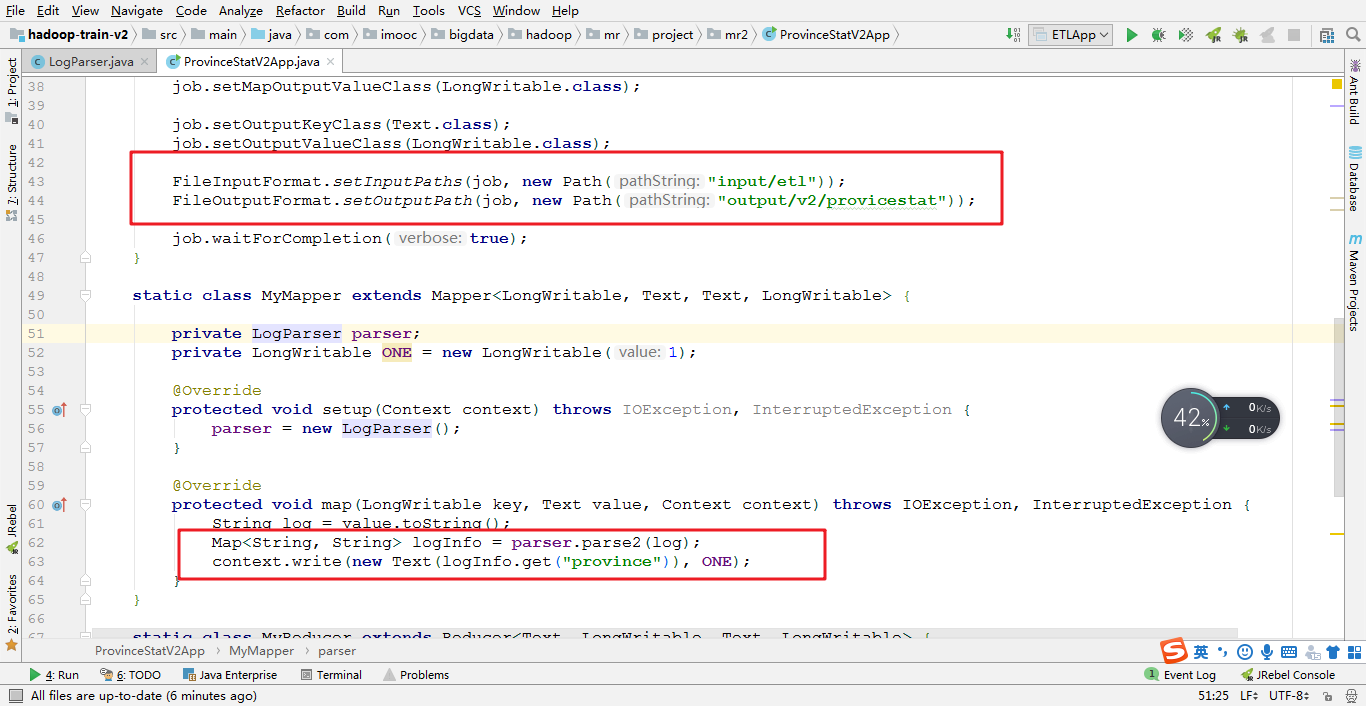 File Edit View Navigate Code Analyze Refactor Build Run Tools VCS Window Help
hadoop-train-v2 src main java com imooc bigdata hadoop mr project mr2 ProvinceStatV2App ETLApp
LogParser.java ProvinceStatV2App.java
1: Project
7: Structure
JRebel
2: Favorites
38 job.setMapOutputValueClass(LongWritable.class);
39
40 job.setOutputKeyClass(Text.class);
41 job.setOutputValueClass(LongWritable.class);
42
43 FileInputFormat.setInputPaths(job, new Path( pathString: "input/etl"));
44 FileOutputFormat.setOutputPath(job, new Path( pathString: "output/v2/provicestat"));
45
46 job.waitForCompletion( verbose: true);
47 }
48
49 static class MyMapper extends Mapper<LongWritable, Text, Text, LongWritable> {
50
51 private LogParser parser;
52 private LongWritable ONE = new LongWritable( value: 1);
53
54 @Override
55 protected void setup(Context context) throws IOException, InterruptedException {
56 parser = new LogParser();
57 }
58
59 @Override
60 protected void map(LongWritable key, Text value, Context context) throws IOException, InterruptedException {
61 String log = value.toString();
62 Map<String, String> logInfo = parser.parse2(log);
63 context.write(new Text(logInfo.get("province")), ONE);
64 }
65 }
66
67 static class MyReducer extends Reducer<Text, LongWritable, Text, LongWritable> {
Ant Build
Database
Maven Projects
42%
0K/s
0K/s
ProvinceStatV2App MyMapper parser
英
4: Run 6: TODO Java Enterprise Terminal Problems 1 Event Log JRebel Console
All files are up-to-date (6 minutes ago) 51:25 LF UTF-8